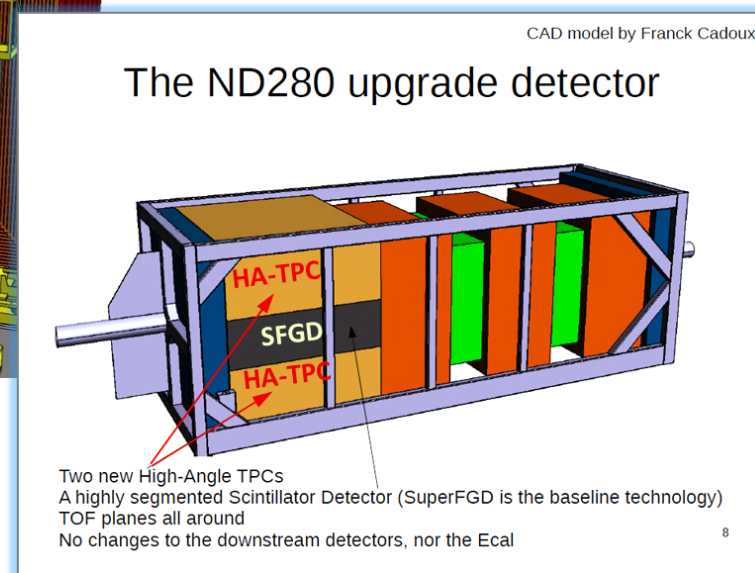 CAD model by Franck Cadoux
The ND280 upgrade detector
HA-TPC
SFGD
HA-TPC
Two new High-Angle TPCs
A highly segmented Scintillator Detector (SuperFGD is the baseline technology)
TOF planes all around
No changes to the downstream detectors, nor the Ecal
8